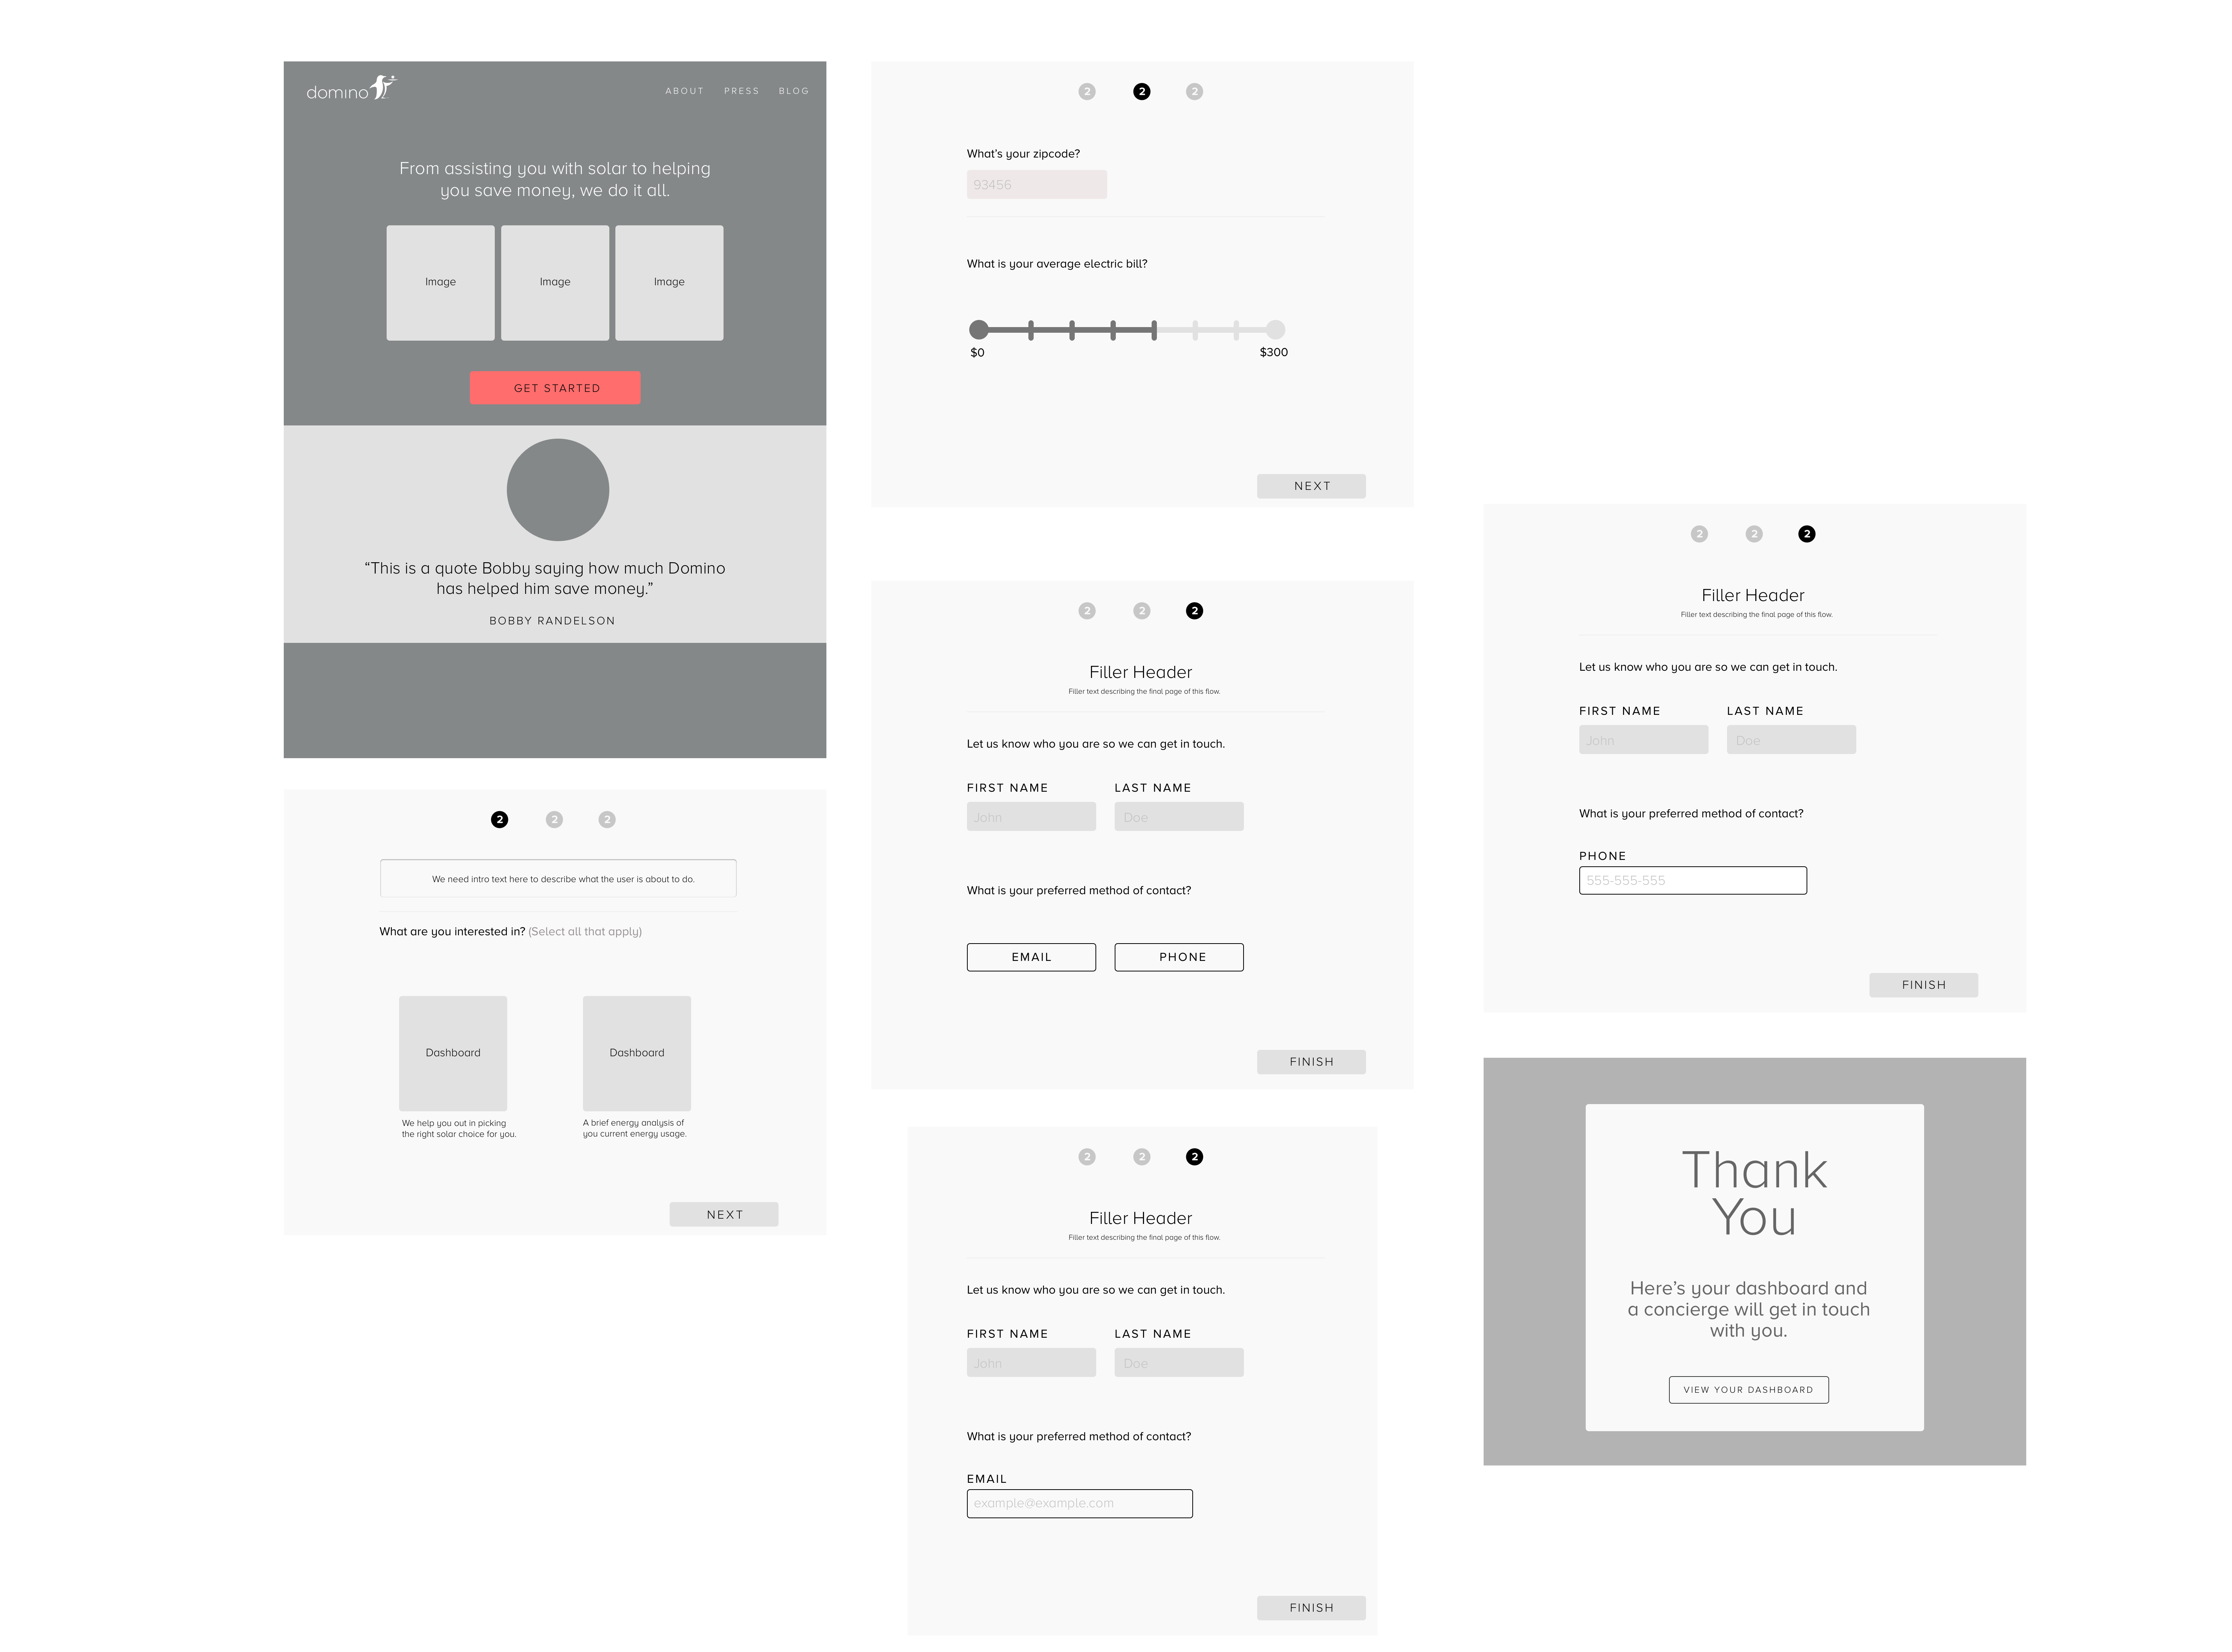 domino
ABOUT PRESS BLOG
From assisting you with solar to helping
you save money, we do it all.
Image Image Image
GET STARTED
“This is a quote Bobby saying how much Domino
has helped him save money.”
BOBBY RANDELSON
2 2 2
We need intro text here to describe what the user is about to do.
What are you interested in? (Select all that apply)
Dashboard Dashboard
We help you out in picking
the right solar choice for you.
A brief energy analysis of
you current energy usage.
NEXT
2 2 2
What's your zipcode?
93456
What is your average electric bill?
$0 $300
NEXT
2 2 2
Filler Header
Filler text describing the final page of this flow.
Let us know who you are so we can get in touch.
FIRST NAME LAST NAME
John Doe
What is your preferred method of contact?
EMAIL PHONE
FINISH
2 2 2
Filler Header
Filler text describing the final page of this flow.
Let us know who you are so we can get in touch.
FIRST NAME LAST NAME
John Doe
What is your preferred method of contact?
EMAIL
example@example.com
FINISH
2 2 2
Filler Header
Filler text describing the final page of this flow.
Let us know who you are so we can get in touch.
FIRST NAME LAST NAME
John Doe
What is your preferred method of contact?
PHONE
555-555-555
FINISH
Thank
You
Here's your dashboard and
a concierge will get in touch
with you.
VIEW YOUR DASHBOARD